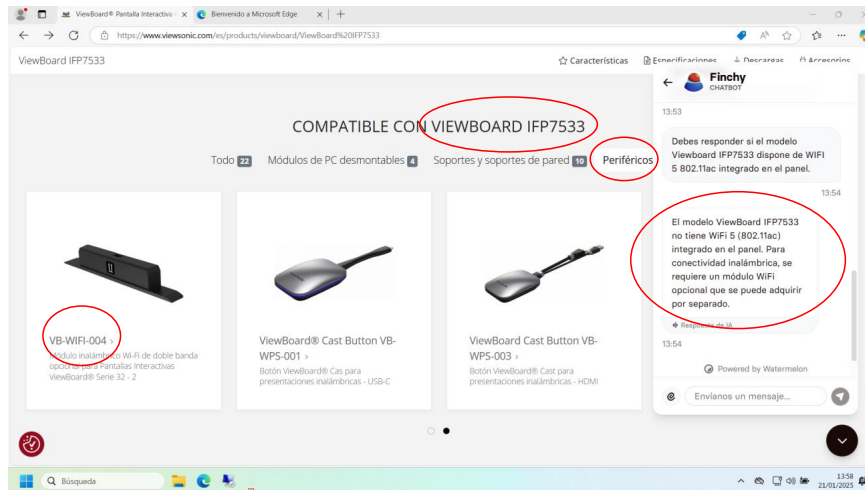 ViewBoard® Pantalla Interactivo
Bienvenido a Microsoft Edge
https://www.viewsonic.com/es/products/viewboard/ViewBoard%20IFP7533
ViewBoard IFP7533
Características
Especificaciones
Descargas
Accesorios
COMPATIBLE CON VIEWBOARD IFP7533
Todo 22
Módulos de PC desmontables 4
Soportes y soportes de pared 10
Periféricos
VB-WIFI-004 ›
Módulo inalámbrico Wi-Fi de doble banda
opcional para Pantallas Interactivas
ViewBoard® Serie 32 - 2
ViewBoard® Cast Button VB-
WPS-001 ›
Botón ViewBoard® Cas para
presentaciones inalámbricas - USB-C
ViewBoard Cast Button VB-
WPS-003 ›
Botón ViewBoard® Cast para
presentaciones inalámbricas - HDMI
Finchy
CHATBOT
13:53
Debes responder si el modelo
Viewboard IFP7533 dispone de WIFI
5 802.11ac integrado en el panel.
13:54
El modelo ViewBoard IFP7533
no tiene WiFi 5 (802.11ac)
integrado en el panel. Para
conectividad inalámbrica, se
requiere un módulo WiFi
opcional que se puede adquirir
por separado.
Respuesta de IA
13:54
Powered by Watermelon
Envíanos un mensaje...
Búsqueda
13:58
21/01/2025